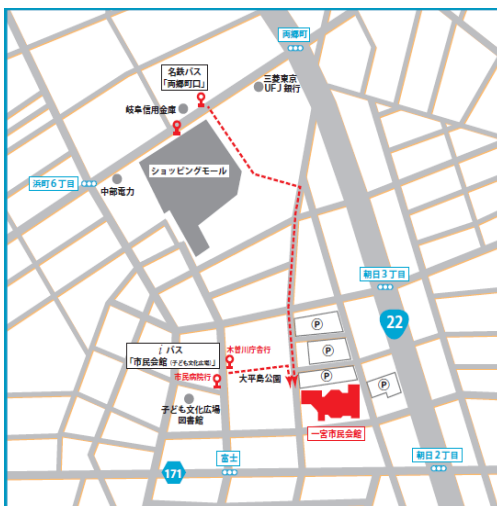 両郷町
名鉄バス
「両郷町口」
三菱東京
UFJ銀行
岐阜信用金庫
ショッピングモール
浜町6丁目
中部電力
朝日3丁目
22
P
P
P
P
i バス
「市民会館（子ども文化広場）」
木曽川庁舎行
市民病院行
大平島公園
子ども文化広場
図書館
一宮市民会館
171
富士
朝日2丁目